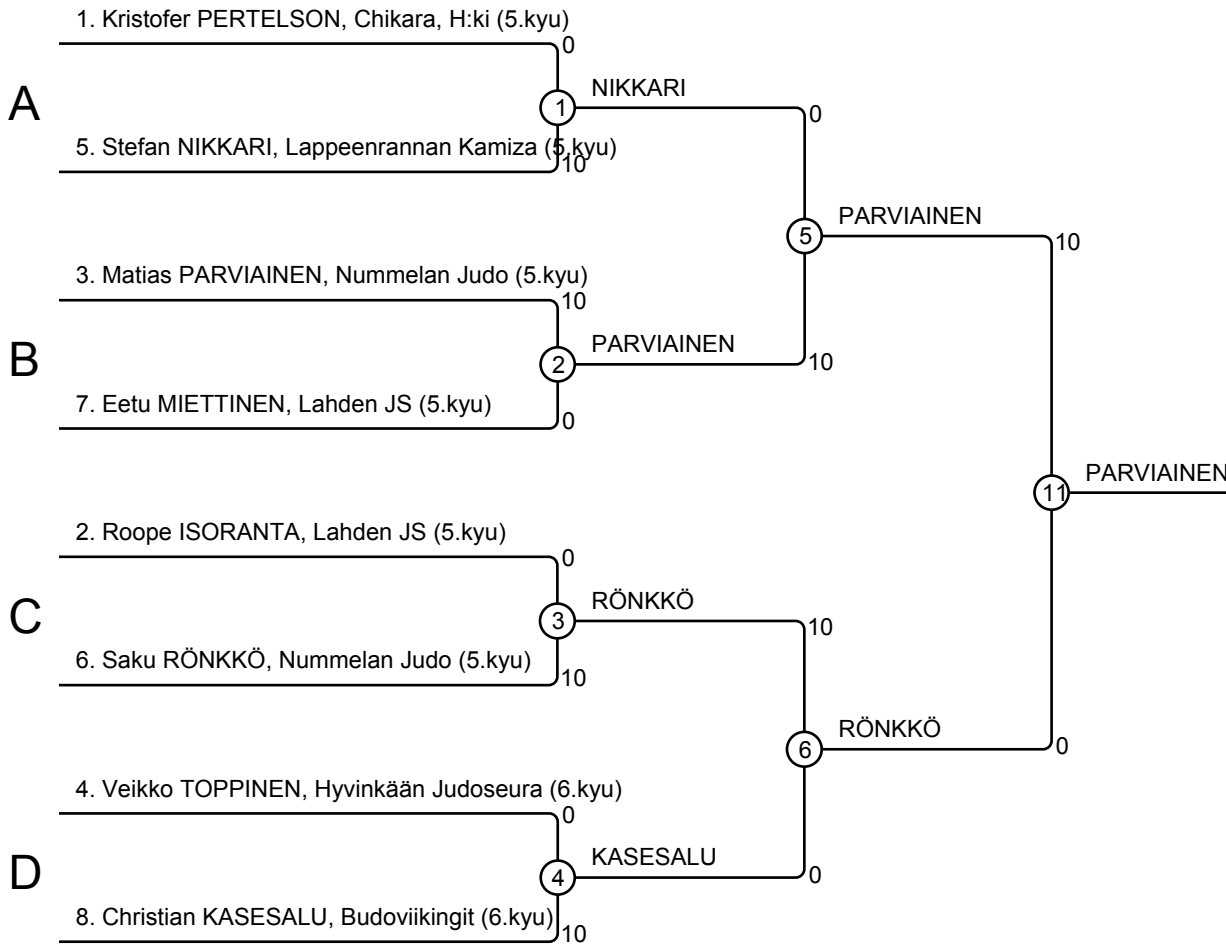 1. Kristofer PERTELSON, Chikara, H:ki (5.kyu)
0
A
1
NIKKARI
0
5. Stefan NIKKARI, Lappeenrannan Kamiza (5.kyu)
10
5
PARVIAINEN
10
3. Matias PARVIAINEN, Nummelan Judo (5.kyu)
10
B
2
PARVIAINEN
10
7. Eetu MIETTINEN, Lahden JS (5.kyu)
0
11
PARVIAINEN
2. Roope ISORANTA, Lahden JS (5.kyu)
0
C
3
RÖNKKÖ
10
6. Saku RÖNKKÖ, Nummelan Judo (5.kyu)
10
6
RÖNKKÖ
0
4. Veikko TOPPINEN, Hyvinkään Judoseura (6.kyu)
0
D
4
KASESALU
0
8. Christian KASESALU, Budoviikingit (6.kyu)
10